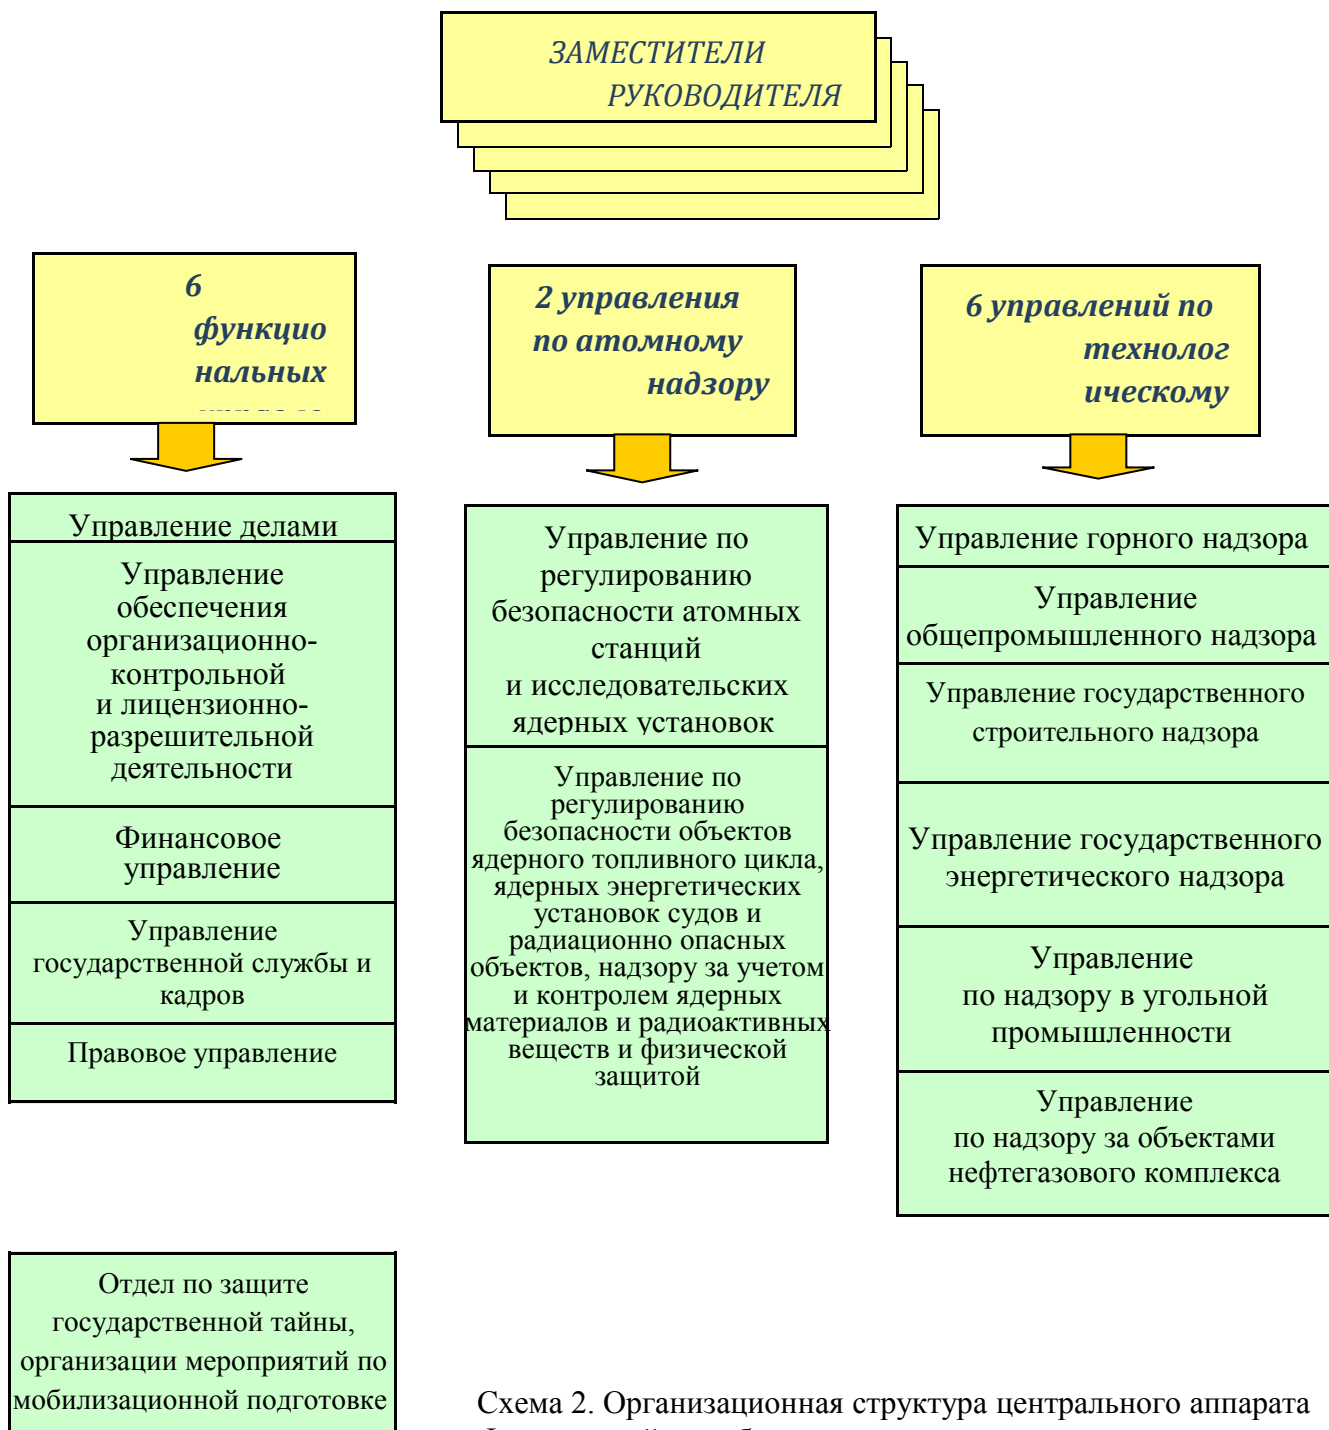 ЗАМЕСТИТЕЛИ
РУКОВОДИТЕЛЯ
6
функцио
нальных
2 управления
по атомному
надзору
6 управлений по
технолог
ическому
Управление делами
Управление
обеспечения
организационно-
контрольной
и лицензионно-
разрешительной
деятельности
Финансовое
управление
Управление
государственной службы и
кадров
Правовое управление
Управление по
регулированию
безопасности атомных
станций
и исследовательских
ядерных установок
Управление по
регулированию
безопасности объектов
ядерного топливного цикла,
ядерных энергетических
установок судов и
радиационно опасных
объектов, надзору за учетом
и контролем ядерных
материалов и радиоактивных
веществ и физической
защитой
Управление горного надзора
Управление
общепромышленного надзора
Управление государственного
строительного надзора
Управление государственного
энергетического надзора
Управление
по надзору в угольной
промышленности
Управление
по надзору за объектами
нефтегазового комплекса
Отдел по защите
государственной тайны,
организации мероприятий по
мобилизационной подготовке
Схема 2. Организационная структура центрального аппарата